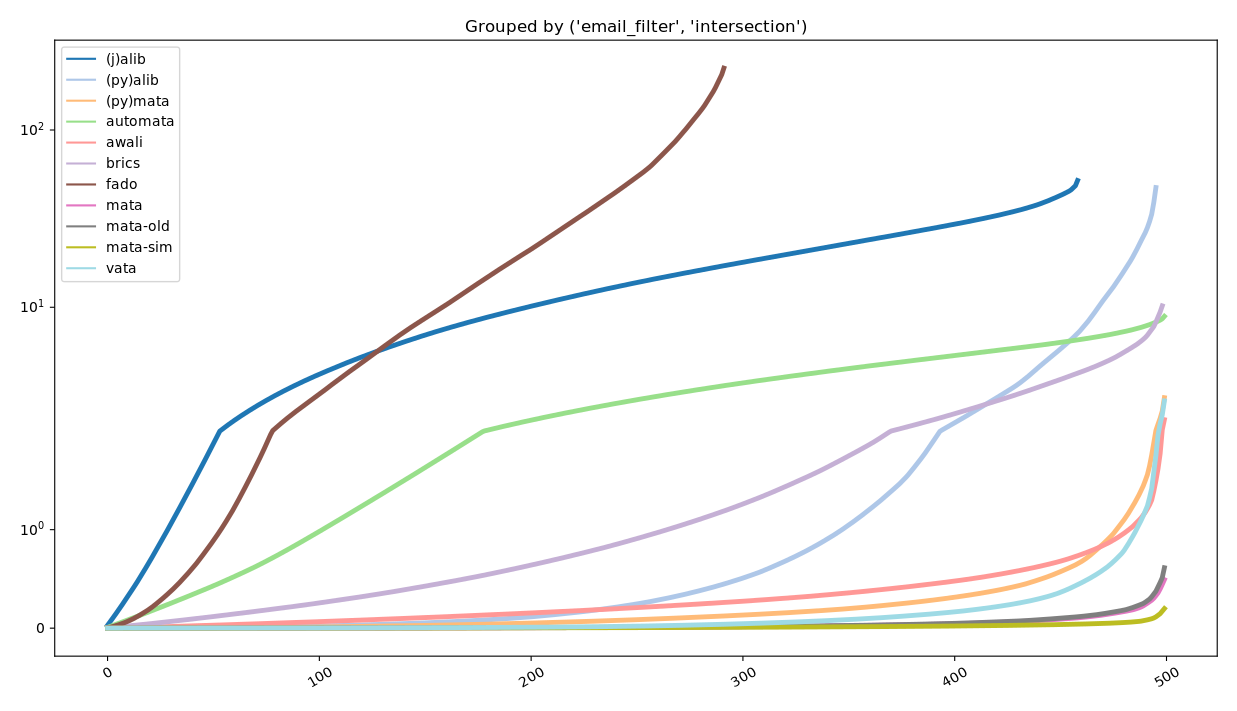 Grouped by ('email_filter', 'intersection')
(j)alib
(py)alib
(py)mata
automata
awali
brics
fado
mata
mata-old
mata-sim
vata
10²
10¹
10⁰
0
0
100
200
300
400
500